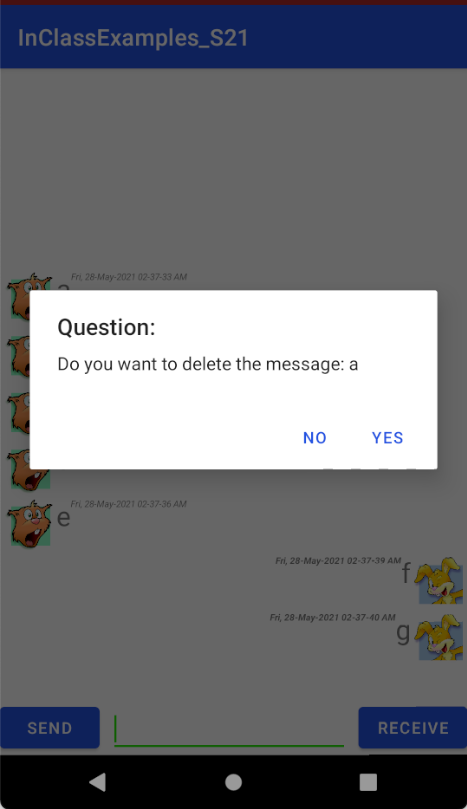 InClassExamples_S21
Fri, 28-May-2021 02-37-33 AM
Question:
Do you want to delete the message: a
NO
YES
Fri, 28-May-2021 02-37-36 AM
e
Fri, 28-May-2021 02-37-39 AM
f
Fri, 28-May-2021 02-37-40 AM
g
SEND
RECEIVE